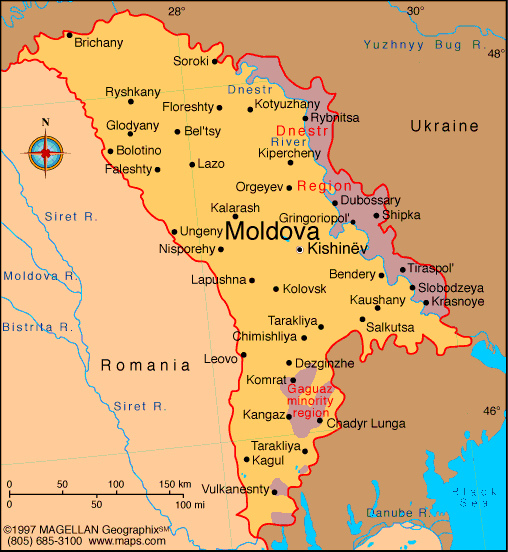 28°
30°
Brichany
Yuzhnyy Bug R.
48°
Soroki
Dnestr
Ryshkany
Floreshty
Kotyuzhany
Rybnitsa
Glodyany
Bel'tsy
Dnestr
Ukraine
N
River
Bolotino
Kipercheny
Faleshty
Lazo
Orgeyev
Region
Dubossary
Siret R.
Kalarash
Gringoriopol'
Shipka
Ungeny
Moldova
Nisporehy
Kishinëv
Moldova R.
Lapushna
Bendery
Tiraspol'
Kolovsk
Slobodzeya
Kaushany
Krasnoye
Bistrita R.
Tarakliya
Salkutsa
Chimishliya
Leovo
Dezginzhe
Romania
Komrat
Gaguaz
minority
region
Siret R.
Kangaz
46°
Chadyr Lunga
Tarakliya
Kagul
0 50 100 150 km
0 50 100 mi
Vulkanesnty
Black
Sea
Danube R.
©1997 MAGELLAN Geographix℠
(805) 685-3100 www.maps.com
28°
30°